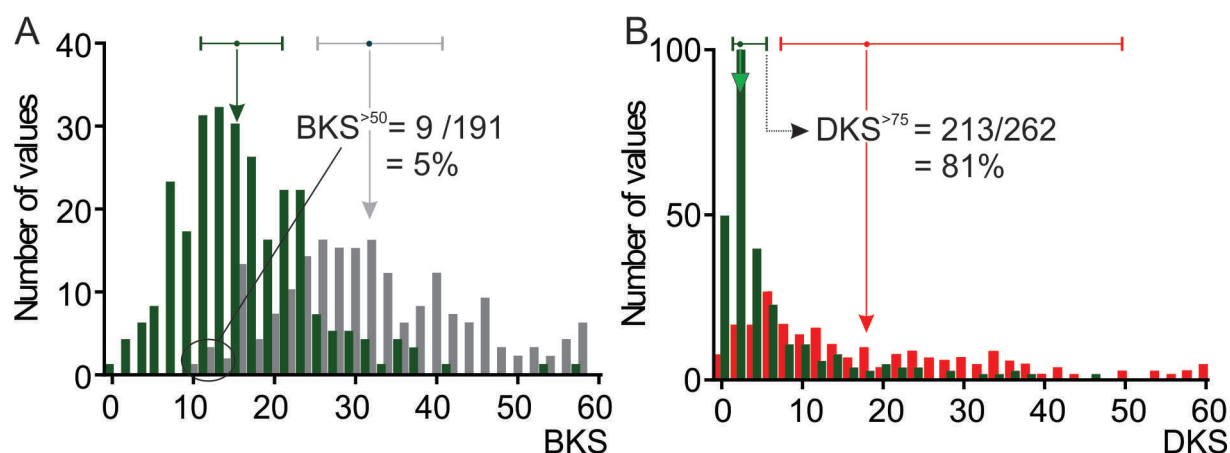 A
Number of values
40
30
20
10
0
BKS>50 = 9 /191
= 5%
0 10 20 30 40 50 60
BKS
B
Number of values
100
50
0
DKS>75 = 213/262
= 81%
0 10 20 30 40 50 60
DKS